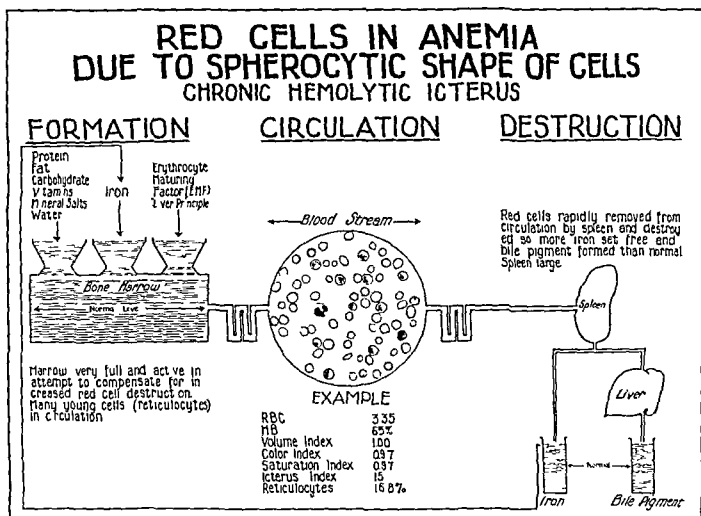 RED CELLS IN ANEMIA
DUE TO SPHEROCYTIC SHAPE OF CELLS
CHRONIC HEMOLYTIC ICTERUS
FORMATION
CIRCULATION
DESTRUCTION
Protein
Fat
Carbohydrate
Vitamins
Mineral Salts
Water
Iron
Erythrocyte
Maturing
Factor (EMF)
Liver Principle
Bone Marrow
Normal Level
Marrow very full and active in
attempt to compensate for in
creased red cell destruction.
Many young cells (reticulocytes)
in circulation
Blood Stream
EXAMPLE
RBC 3.35
HB 65%
Volume Index 1.00
Color Index 0.97
Saturation Index 0.97
Icterus Index 15
Reticulocytes 16.8%
Red cells rapidly removed from
circulation by spleen and destroy
ed so more iron set free and
bile pigment formed than normal
Spleen large
Spleen
Liver
Normal
Iron
Bile Pigment